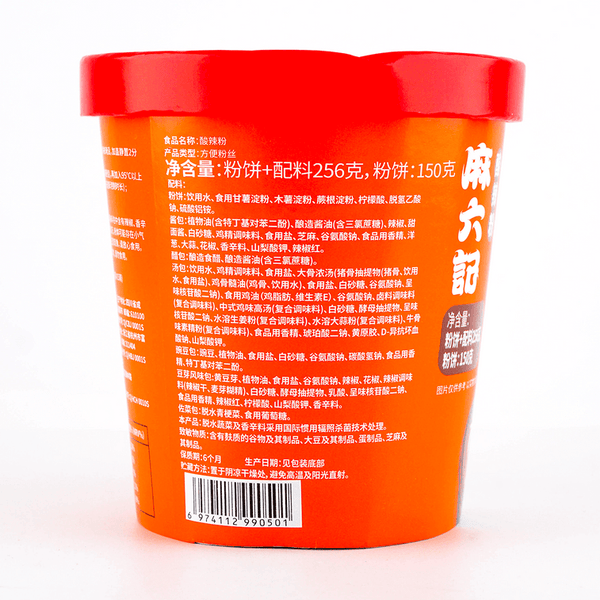 食品名称：酸辣粉
产品类型：方便粉丝
净含量：粉饼+配料256克，粉饼：150克
配料：
粉饼：饮用水、食用甘薯淀粉、木薯淀粉、蕨根淀粉、柠檬酸、脱氢乙酸
钠、硫酸铝铵。
酱包：植物油(含特丁基对苯二酚)、酿造酱油(含三氯蔗糖)、辣椒、甜
面酱、白砂糖、鸡精调味料、食用盐、芝麻、谷氨酸钠、食品用香精、洋
葱、大蒜、花椒、香辛料、山梨酸钾、辣椒红。
醋包：酿造食醋、酿造酱油(含三氯蔗糖)。
汤包：饮用水、鸡精调味料、食用盐、大骨浓汤(猪骨抽提物(猪骨、饮用
水、食用盐)、鸡骨髓油(鸡骨、饮用水)、食用盐、白砂糖、谷氨酸钠、呈
味核苷酸二钠)、食用鸡油(鸡脂肪、维生素E)、谷氨酸钠、卤料调味料
(复合调味料)、中式鸡味高汤(复合调味料)、白砂糖、酵母抽提物、呈味
核苷酸二钠、水溶生姜粉(复合调味料)、水溶大蒜粉(复合调味料)、牛骨
味素精粉(复合调味料)、食品用香精、琥珀酸二钠、黄原胶、D-异抗坏血
酸钠、山梨酸钾。
豌豆包：豌豆、植物油、食用盐、白砂糖、谷氨酸钠、碳酸氢钠、食品用香
精、特丁基对苯二酚。
豆芽风味包：黄豆芽、植物油、食用盐、谷氨酸钠、辣椒、花椒、辣椒调味
料(辣椒干、麦芽糊精)、白砂糖、酵母抽提物、乳酸、呈味核苷酸二钠、
食品用香精、辣椒红、柠檬酸、山梨酸钾、香辛料。
佐菜包：脱水青梗菜、食用葡萄糖。
本产品：脱水蔬菜及香辛料采用国际惯用辐照杀菌技术处理。
致敏物质：含有麸质的谷物及其制品、大豆及其制品、蛋制品、芝麻及
其制品。
保质期：6个月 生产日期：见包装底部
贮藏方法：置于阴凉干燥处，避免高温及阳光直射。
6 974112 990501
麻六記
净含量：
粉饼+配料256克
粉饼：150克
图片仅供参考